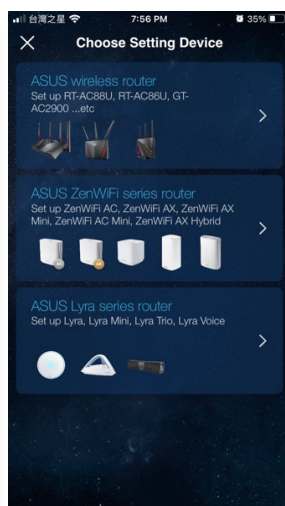 台灣之星 7:56 PM 35%
Choose Setting Device
ASUS wireless router
Set up RT-AC88U, RT-AC86U, GT-
AC2900 ...etc
ASUS ZenWiFi series router
Set up ZenWiFi AC, ZenWiFi AX, ZenWiFi AX
Mini, ZenWiFi AC Mini, ZenWiFi AX Hybrid
ASUS Lyra series router
Set up Lyra, Lyra Mini, Lyra Trio, Lyra Voice